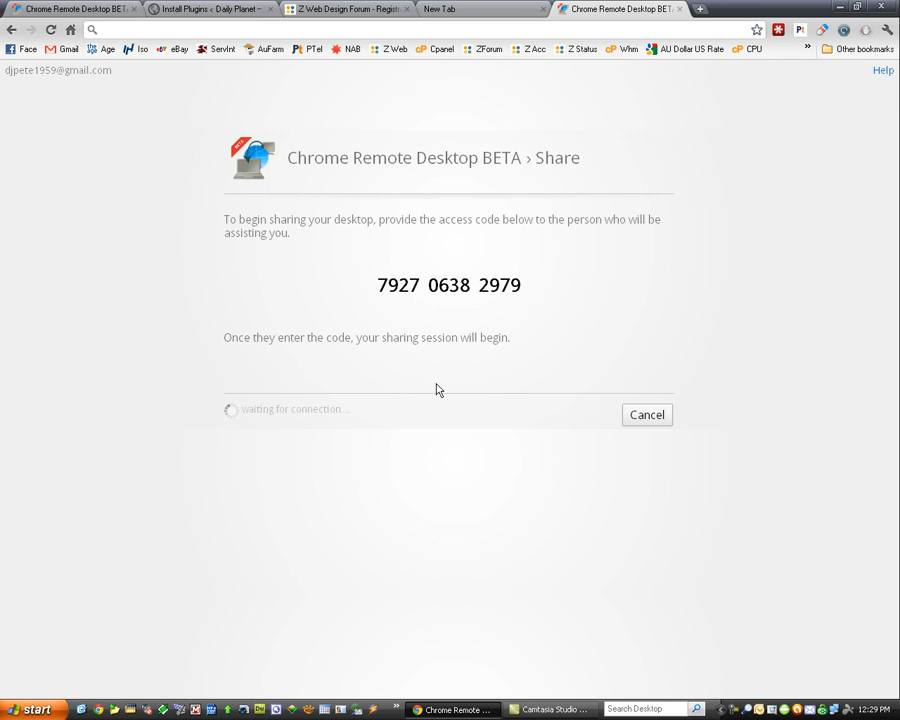 Chrome Remote Desktop BET
Install Plugins ‹ Daily Planet —
Z Web Design Forum - Registr
New Tab
Chrome Remote Desktop BET
Face
Gmail
Age
Iso
eBay
ServInt
AuFarm
PTel
NAB
Z Web
Cpanel
ZForum
Z Acc
Z Status
Whm
AU Dollar US Rate
CPU
»
Other bookmarks
djpete1959@gmail.com
Help
BETA
Chrome Remote Desktop BETA › Share
To begin sharing your desktop, provide the access code below to the person who will be
assisting you.
7927 0638 2979
Once they enter the code, your sharing session will begin.
waiting for connection...
Cancel
start
Chrome Remote ...
Camtasia Studio ...
Search Desktop
12:29 PM